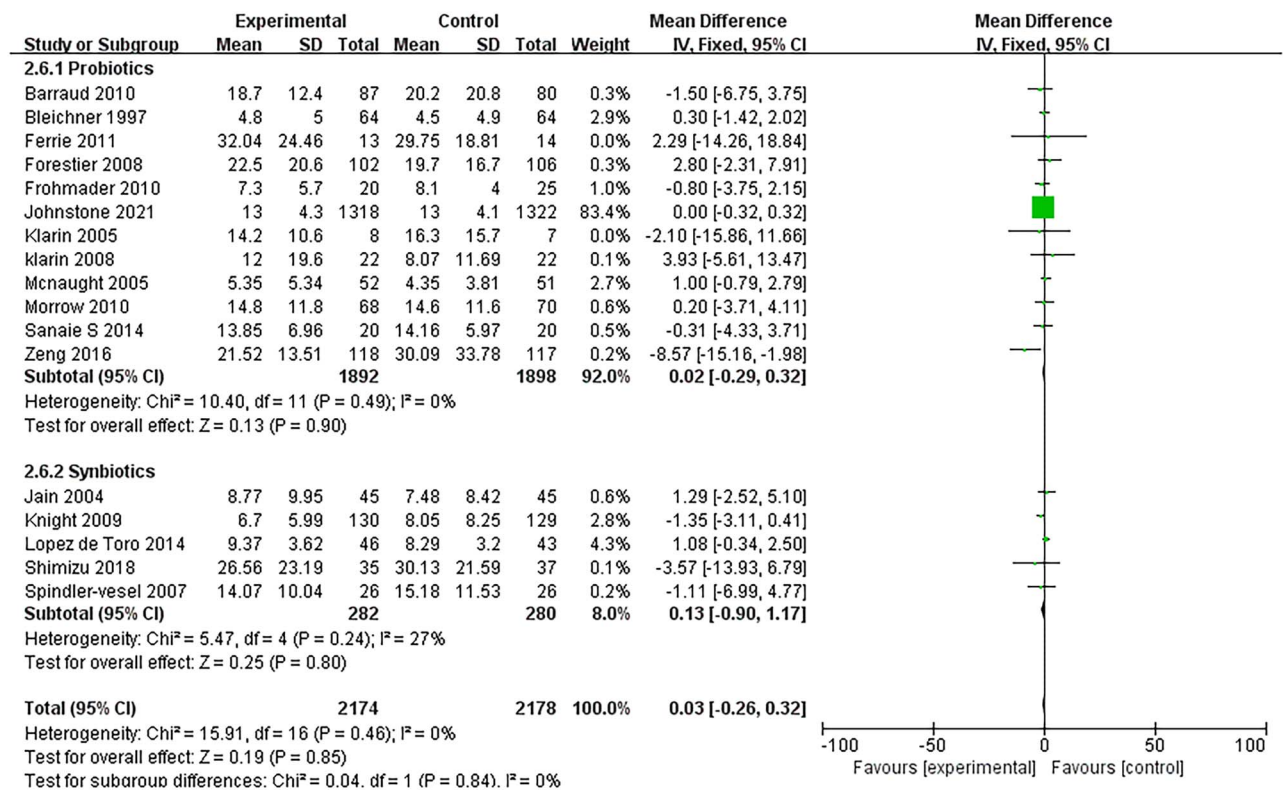 Experimental Control Mean Difference Mean Difference
Study or Subgroup Mean SD Total Mean SD Total Weight IV, Fixed, 95% CI IV, Fixed, 95% CI
2.6.1 Probiotics
Barraud 2010 18.7 12.4 87 20.2 20.8 80 0.3% -1.50 [-6.75, 3.75]
Bleichner 1997 4.8 5 64 4.5 4.9 64 2.9% 0.30 [-1.42, 2.02]
Ferrie 2011 32.04 24.46 13 29.75 18.81 14 0.0% 2.29 [-14.26, 18.84]
Forestier 2008 22.5 20.6 102 19.7 16.7 106 0.3% 2.80 [-2.31, 7.91]
Frohmader 2010 7.3 5.7 20 8.1 4 25 1.0% -0.80 [-3.75, 2.15]
Johnstone 2021 13 4.3 1318 13 4.1 1322 83.4% 0.00 [-0.32, 0.32]
Klarin 2005 14.2 10.6 8 16.3 15.7 7 0.0% -2.10 [-15.86, 11.66]
klarin 2008 12 19.6 22 8.07 11.69 22 0.1% 3.93 [-5.61, 13.47]
Mcnaught 2005 5.35 5.34 52 4.35 3.81 51 2.7% 1.00 [-0.79, 2.79]
Morrow 2010 14.8 11.8 68 14.6 11.6 70 0.6% 0.20 [-3.71, 4.11]
Sanaie S 2014 13.85 6.96 20 14.16 5.97 20 0.5% -0.31 [-4.33, 3.71]
Zeng 2016 21.52 13.51 118 30.09 33.78 117 0.2% -8.57 [-15.16, -1.98]
Subtotal (95% CI) 1892 1898 92.0% 0.02 [-0.29, 0.32]
Heterogeneity: Chi² = 10.40, df = 11 (P = 0.49); I² = 0%
Test for overall effect: Z = 0.13 (P = 0.90)
2.6.2 Synbiotics
Jain 2004 8.77 9.95 45 7.48 8.42 45 0.6% 1.29 [-2.52, 5.10]
Knight 2009 6.7 5.99 130 8.05 8.25 129 2.8% -1.35 [-3.11, 0.41]
Lopez de Toro 2014 9.37 3.62 46 8.29 3.2 43 4.3% 1.08 [-0.34, 2.50]
Shimizu 2018 26.56 23.19 35 30.13 21.59 37 0.1% -3.57 [-13.93, 6.79]
Spindler-vesel 2007 14.07 10.04 26 15.18 11.53 26 0.2% -1.11 [-6.99, 4.77]
Subtotal (95% CI) 282 280 8.0% 0.13 [-0.90, 1.17]
Heterogeneity: Chi² = 5.47, df = 4 (P = 0.24); I² = 27%
Test for overall effect: Z = 0.25 (P = 0.80)
Total (95% CI) 2174 2178 100.0% 0.03 [-0.26, 0.32]
Heterogeneity: Chi² = 15.91, df = 16 (P = 0.46); I² = 0%
Test for overall effect: Z = 0.19 (P = 0.85)
Test for subgroup differences: Chi² = 0.04, df = 1 (P = 0.84), I² = 0%
-100 -50 0 50 100
Favours [experimental] Favours [control]